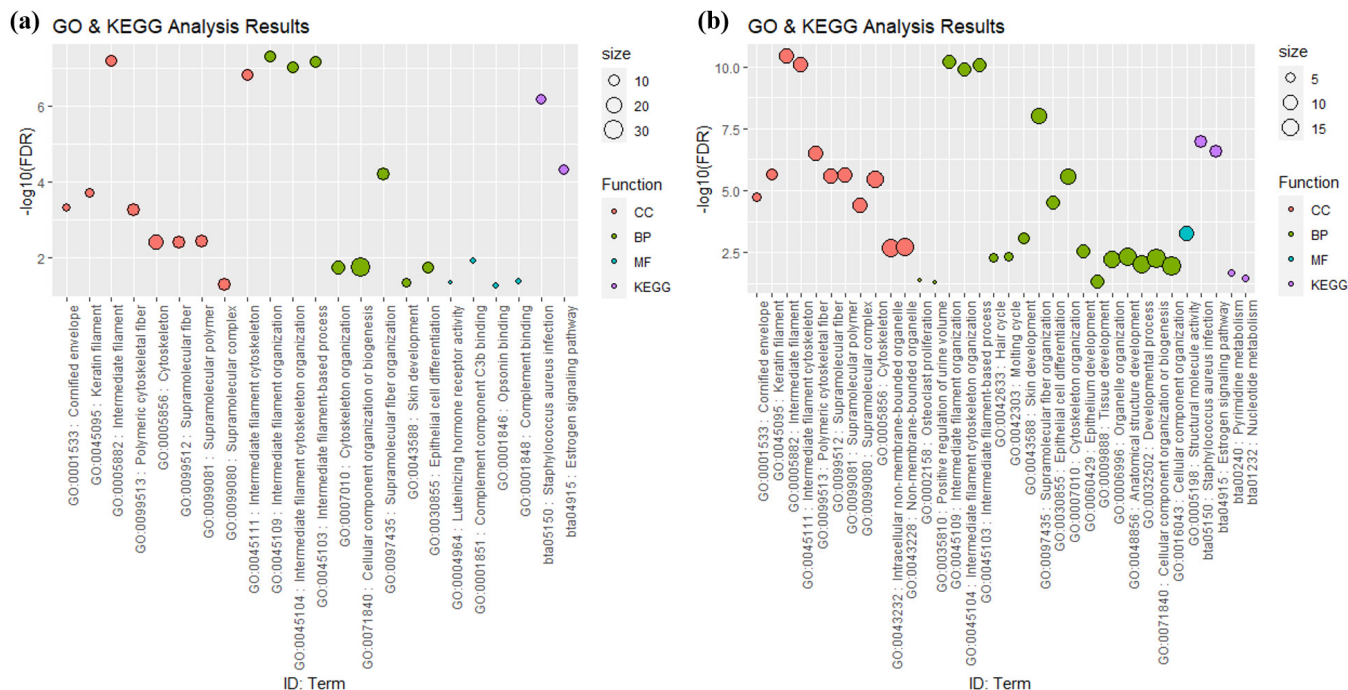 (a)
GO & KEGG Analysis Results
-log10(FDR)
6
4
2
GO:0001533 : Cornified envelope
GO:0045095 : Keratin filament
GO:0005882 : Intermediate filament
GO:0099513 : Polymeric cytoskeletal fiber
GO:0005856 : Cytoskeleton
GO:0099512 : Supramolecular fiber
GO:0099081 : Supramolecular polymer
GO:0099080 : Supramolecular complex
GO:0045111 : Intermediate filament cytoskeleton
GO:0045109 : Intermediate filament organization
GO:0045104 : Intermediate filament cytoskeleton organization
GO:0045103 : Intermediate filament-based process
GO:0007010 : Cytoskeleton organization
GO:0071840 : Cellular component organization or biogenesis
GO:0097435 : Supramolecular fiber organization
GO:0030855 : Epithelial cell differentiation
GO:0043588 : Skin development
GO:0004964 : Luteinizing hormone receptor activity
GO:0001851 : Complement component C3b binding
GO:0001846 : Opsonin binding
GO:0001848 : Complement binding
bta05150 : Staphylococcus aureus infection
bta04915 : Estrogen signaling pathway
ID: Term
size
10
20
30
Function
CC
BP
MF
KEGG
(b)
GO & KEGG Analysis Results
-log10(FDR)
10.0
7.5
5.0
2.5
GO:0001533 : Cornified envelope
GO:0045095 : Keratin filament
GO:0005882 : Intermediate filament
GO:0045111 : Intermediate filament cytoskeleton
GO:0099513 : Polymeric cytoskeletal fiber
GO:0099512 : Supramolecular fiber
GO:0099081 : Supramolecular polymer
GO:0099080 : Supramolecular complex
GO:0005856 : Cytoskeleton
GO:0043232 : Intracellular non-membrane-bounded organelle
GO:0043228 : Non-membrane-bounded organelle
GO:0002158 : Osteoclast proliferation
GO:0035810 : Positive regulation of urine volume
GO:0045109 : Intermediate filament organization
GO:0045104 : Intermediate filament cytoskeleton organization
GO:0045103 : Intermediate filament-based process
GO:0042633 : Hair cycle
GO:0042303 : Molting cycle
GO:0043588 : Skin development
GO:0097435 : Supramolecular fiber organization
GO:0030855 : Epithelial cell differentiation
GO:0007010 : Cytoskeleton organization
GO:0060429 : Epithelium development
GO:0009888 : Tissue development
GO:0006996 : Organelle organization
GO:0048856 : Anatomical structure development
GO:0032502 : Developmental process
GO:0071840 : Cellular component organization or biogenesis
GO:0016043 : Cellular component organization
GO:0005198 : Structural molecule activity
bta05150 : Staphylococcus aureus infection
bta04915 : Estrogen signaling pathway
bta00240 : Pyrimidine metabolism
bta01232 : Nucleotide metabolism
ID: Term
size
5
10
15
Function
CC
BP
MF
KEGG